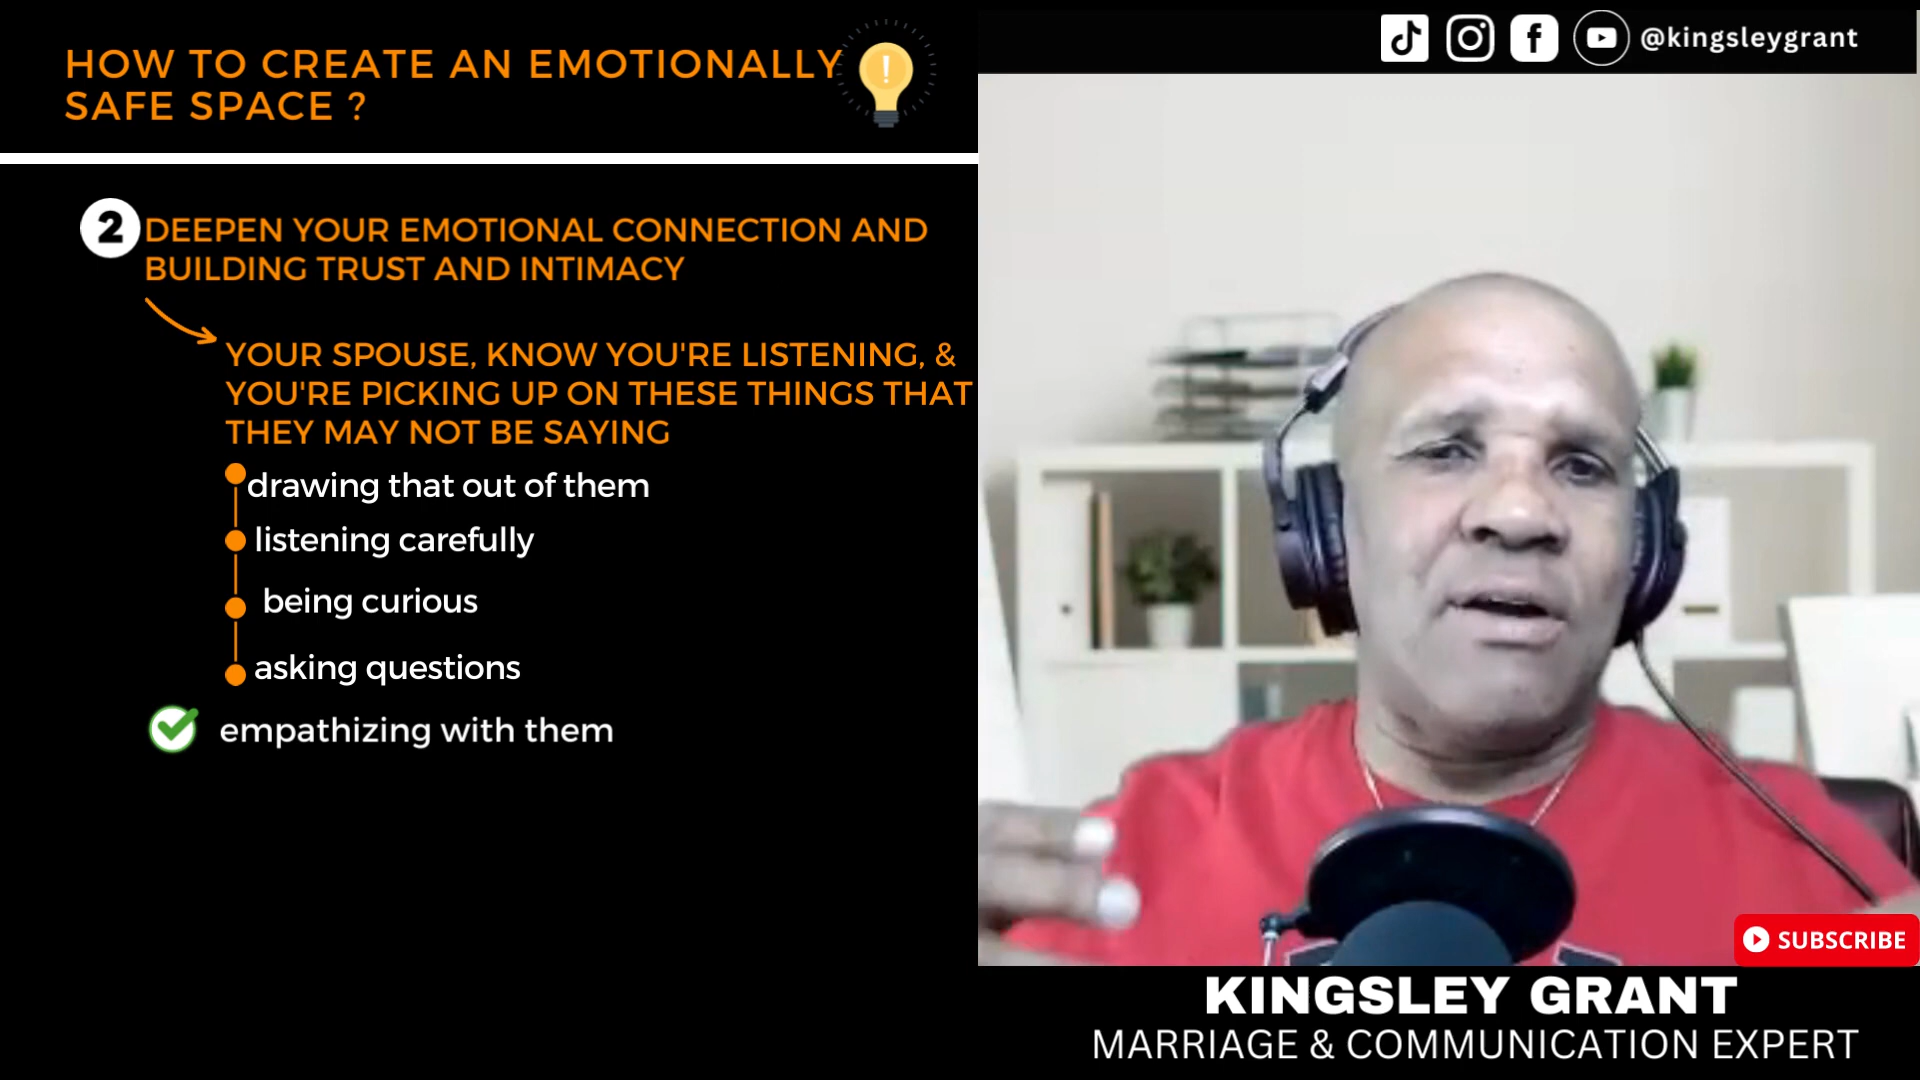 HOW TO CREATE AN EMOTIONALLY
SAFE SPACE ?
@kingsleygrant
2
DEEPEN YOUR EMOTIONAL CONNECTION AND
BUILDING TRUST AND INTIMACY
YOUR SPOUSE, KNOW YOU'RE LISTENING, &
YOU'RE PICKING UP ON THESE THINGS THAT
THEY MAY NOT BE SAYING
drawing that out of them
listening carefully
being curious
asking questions
empathizing with them
SUBSCRIBE
KINGSLEY GRANT
MARRIAGE & COMMUNICATION EXPERT